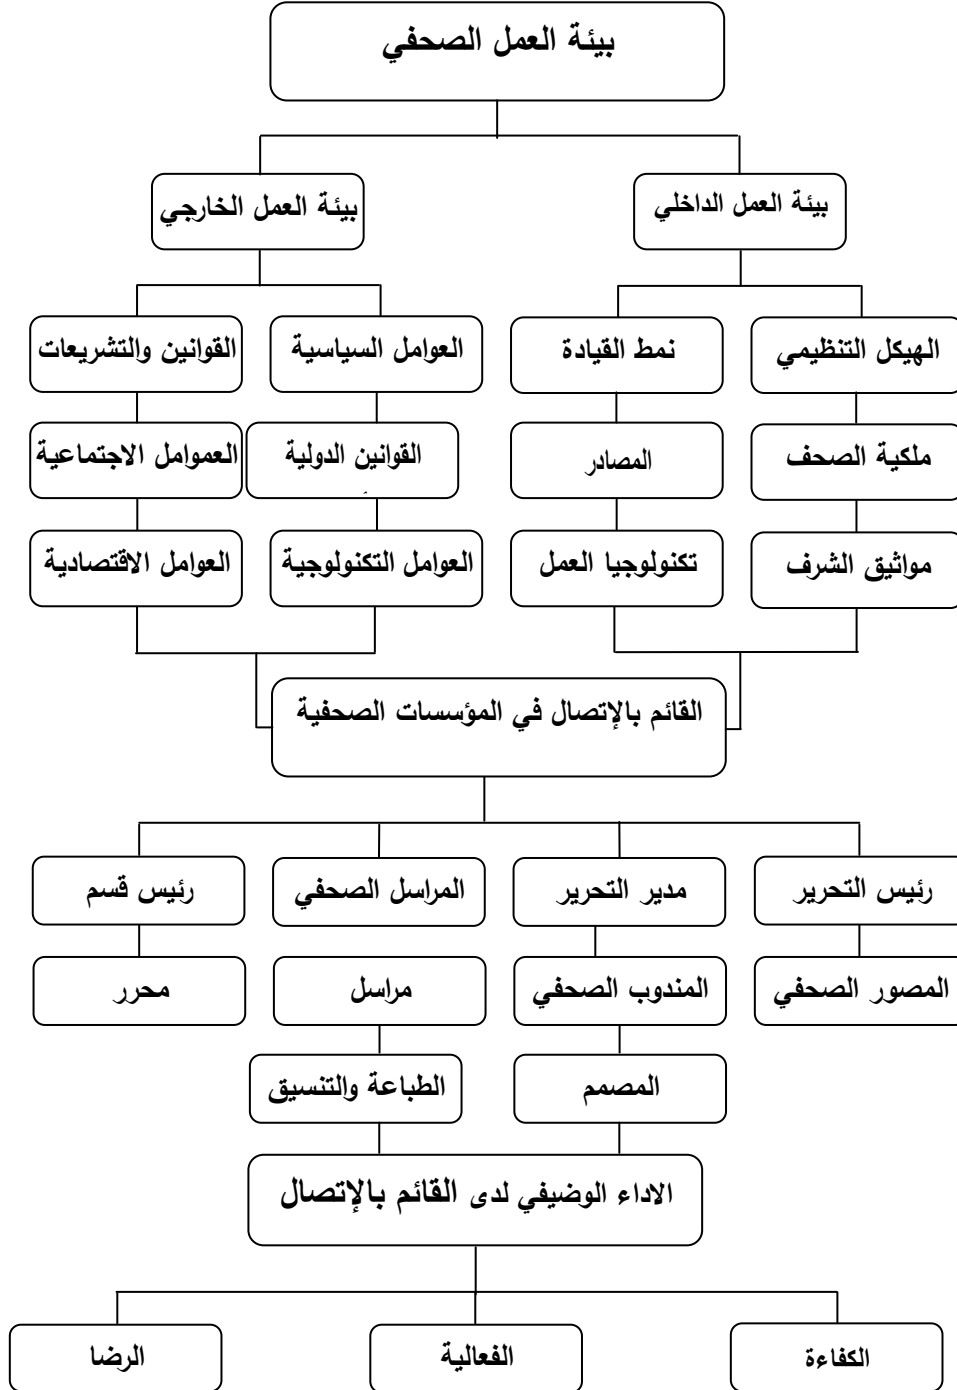 بيئة العمل الصحفي
بيئة العمل الداخلي
بيئة العمل الخارجي
الهيكل التنظيمي
نمط القيادة
العوامل السياسية
القوانين والتشريعات
ملكية الصحف
المصادر
القوانين الدولية
العموامل الاجتماعية
مواثيق الشرف
تكنولوجيا العمل
العوامل التكنولوجية
العوامل الاقتصادية
القائم بالإتصال في المؤسسات الصحفية
رئيس التحرير
مدير التحرير
المراسل الصحفي
رئيس قسم
المصور الصحفي
المندوب الصحفي
مراسل
محرر
المصمم
الطباعة والتنسيق
الاداء الوضيفي لدى القائم بالإتصال
الكفاءة
الفعالية
الرضا